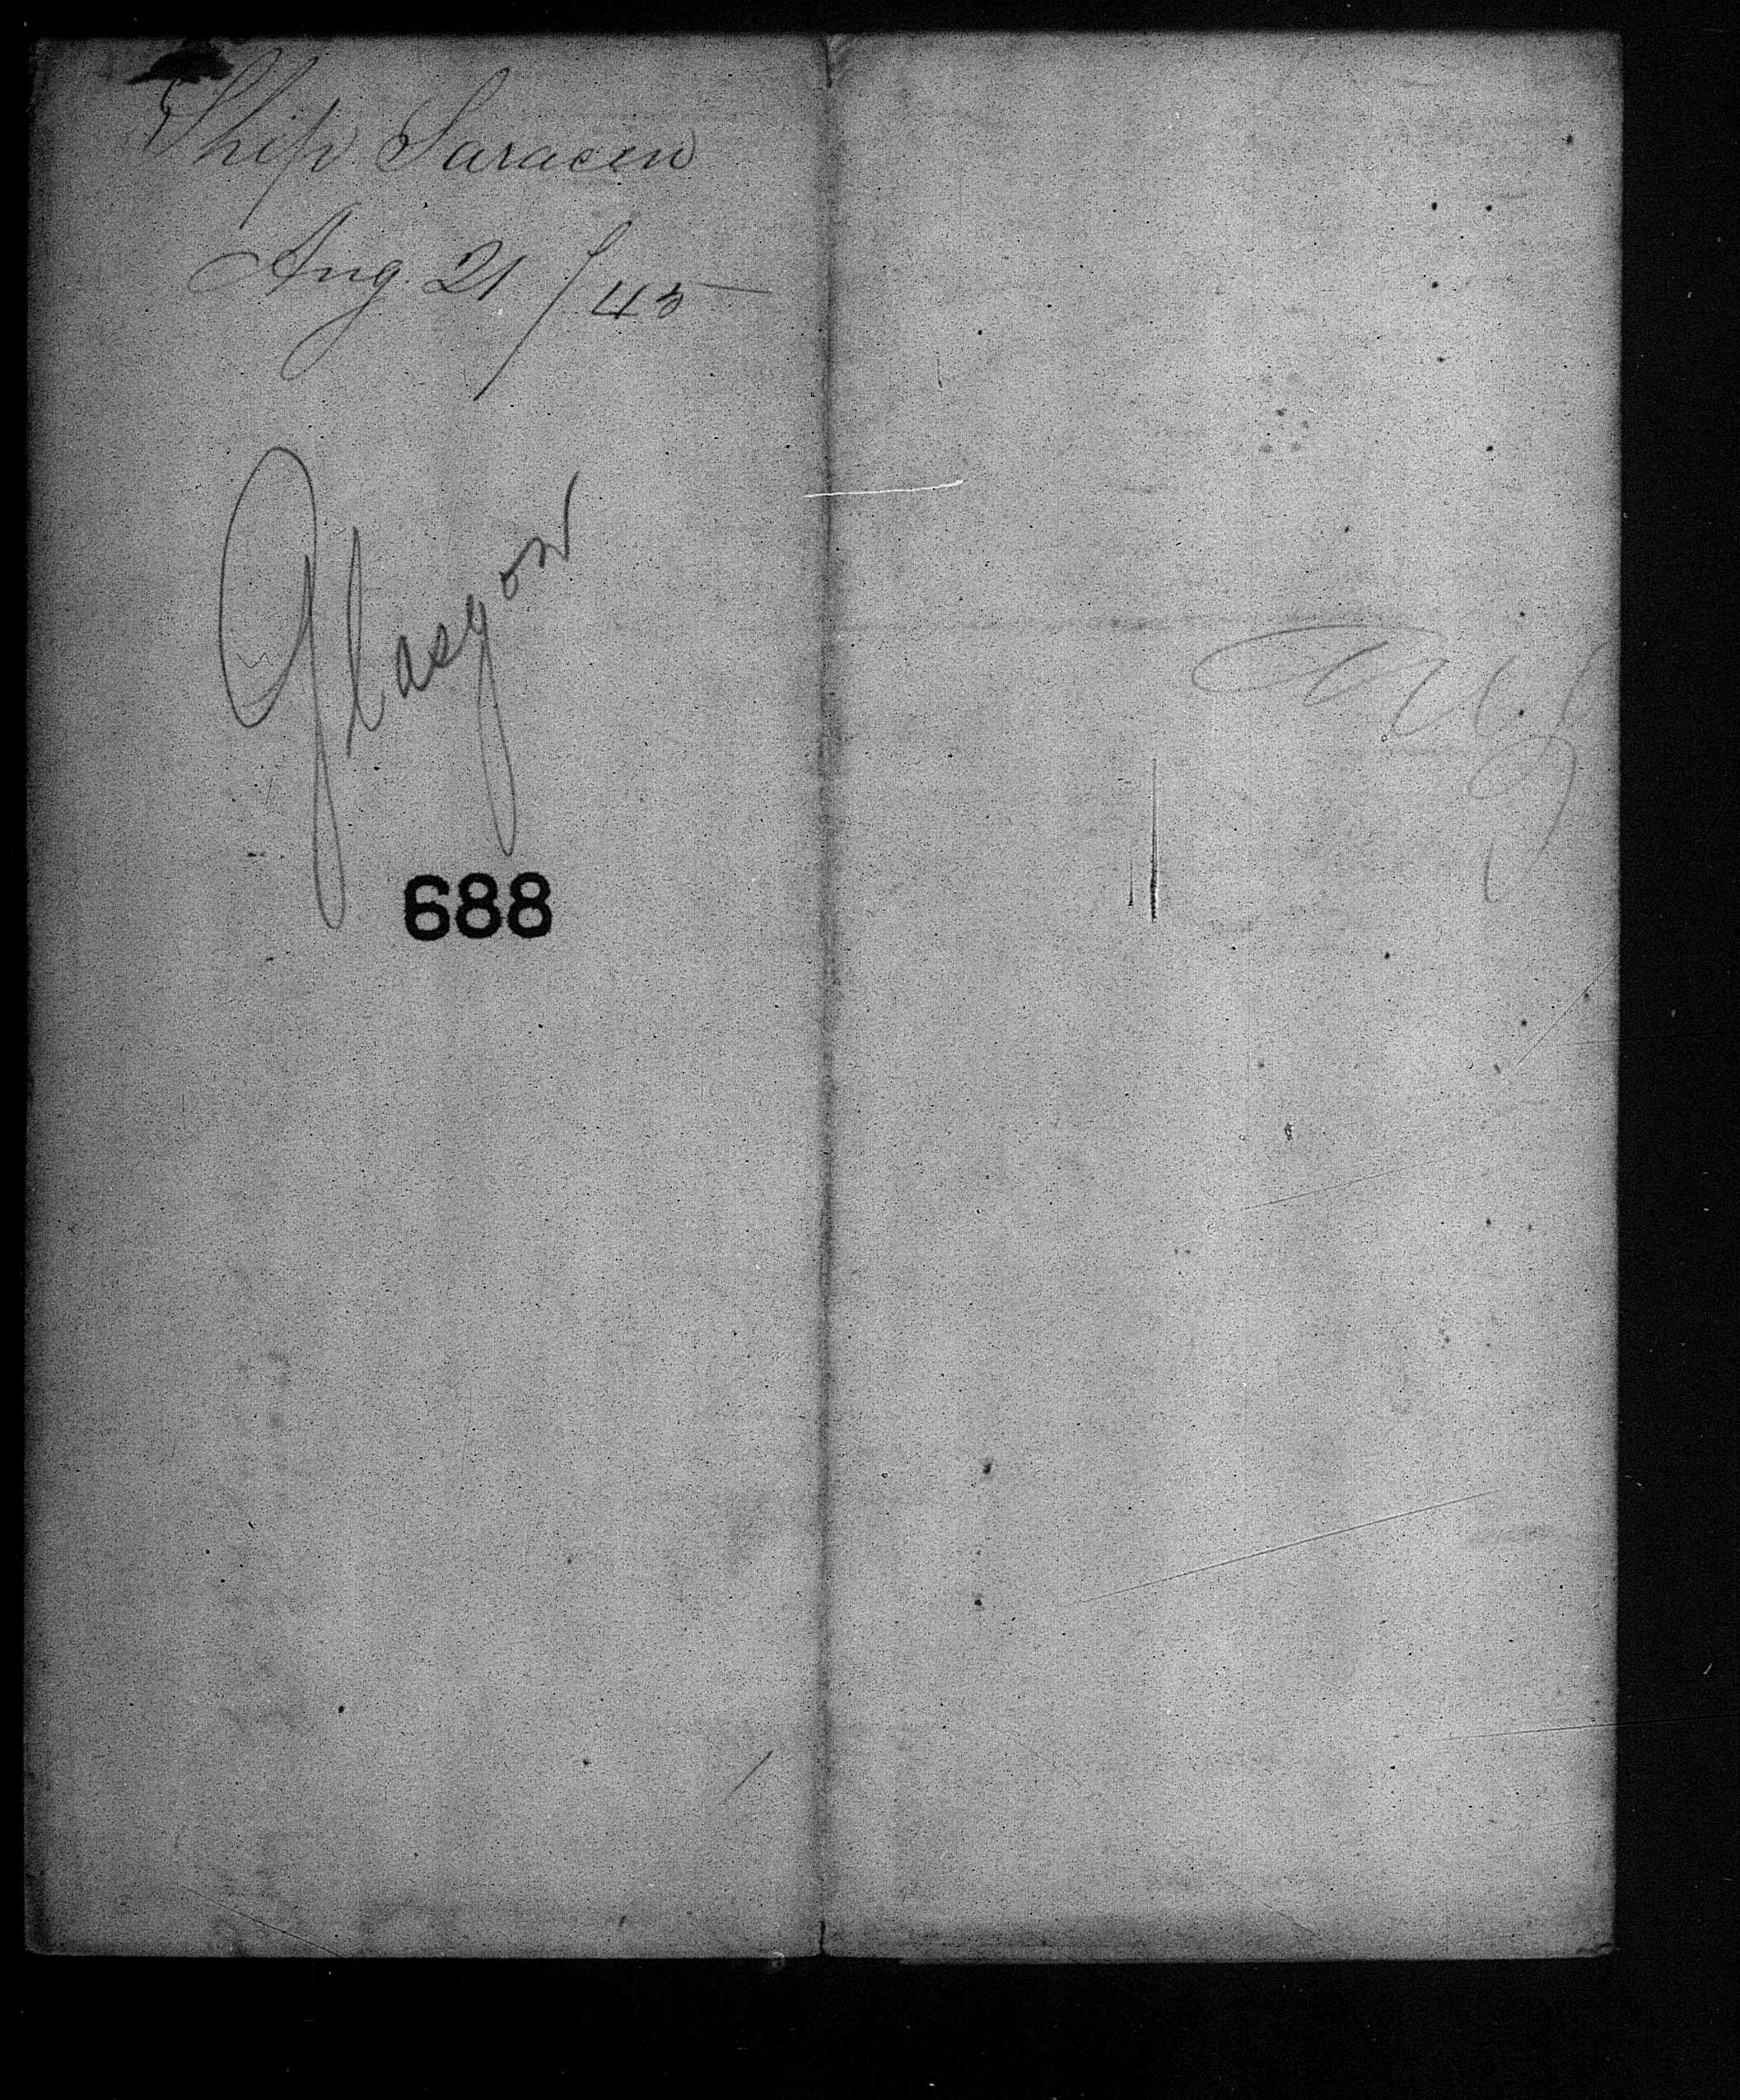 Ship Saracen
Aug. 21 /45
Glasgow
688